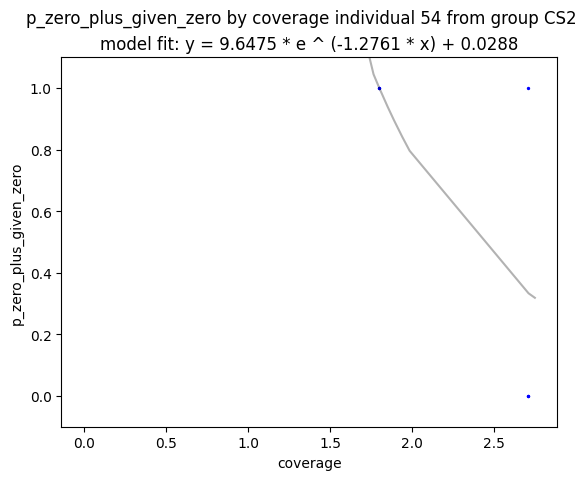 p_zero_plus_given_zero by coverage individual 54 from group CS2
model fit: y = 9.6475 * e ^ (-1.2761 * x) + 0.0288
1.0
0.8
0.6
0.4
0.2
0.0
p_zero_plus_given_zero
0.0 0.5 1.0 1.5 2.0 2.5
coverage